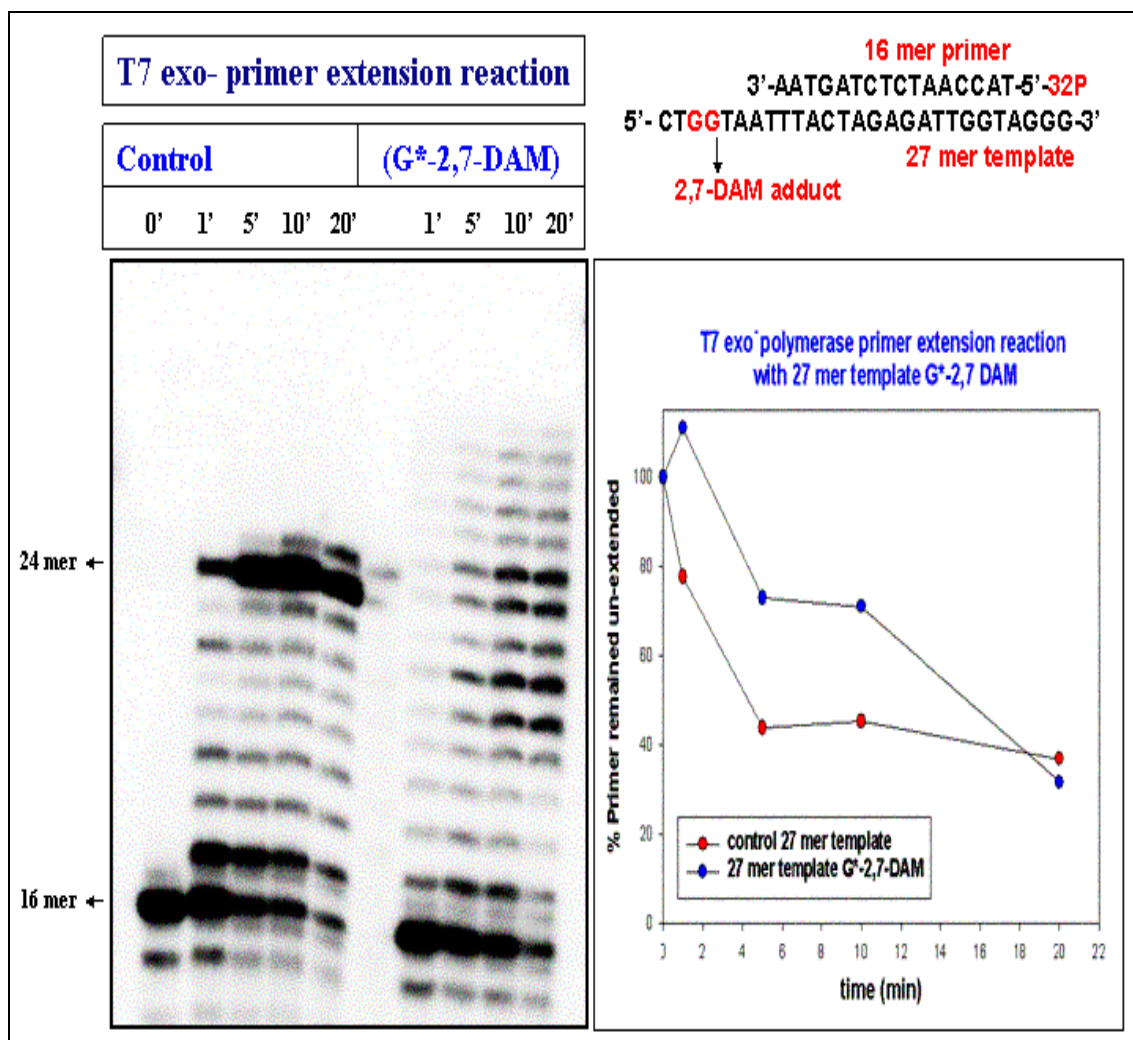 T7 exo- primer extension reaction
Control
(G*-2,7-DAM)
0’ 1’ 5’ 10’ 20’ 1’ 5’ 10’ 20’
16 mer primer
3’-AATGATCTCTAACCAT-5’-32P
5’- CTGGTAATTTACTAGAGATTGGTAGGG-3’
27 mer template
2,7-DAM adduct
24 mer
16 mer
T7 exo- polymerase primer extension reaction
with 27 mer template G*-2,7 DAM
% Primer remained un-extended
100
80
60
40
20
0
control 27 mer template
27 mer template G*-2,7-DAM
0 2 4 6 8 10 12 14 16 18 20 22
time (min)